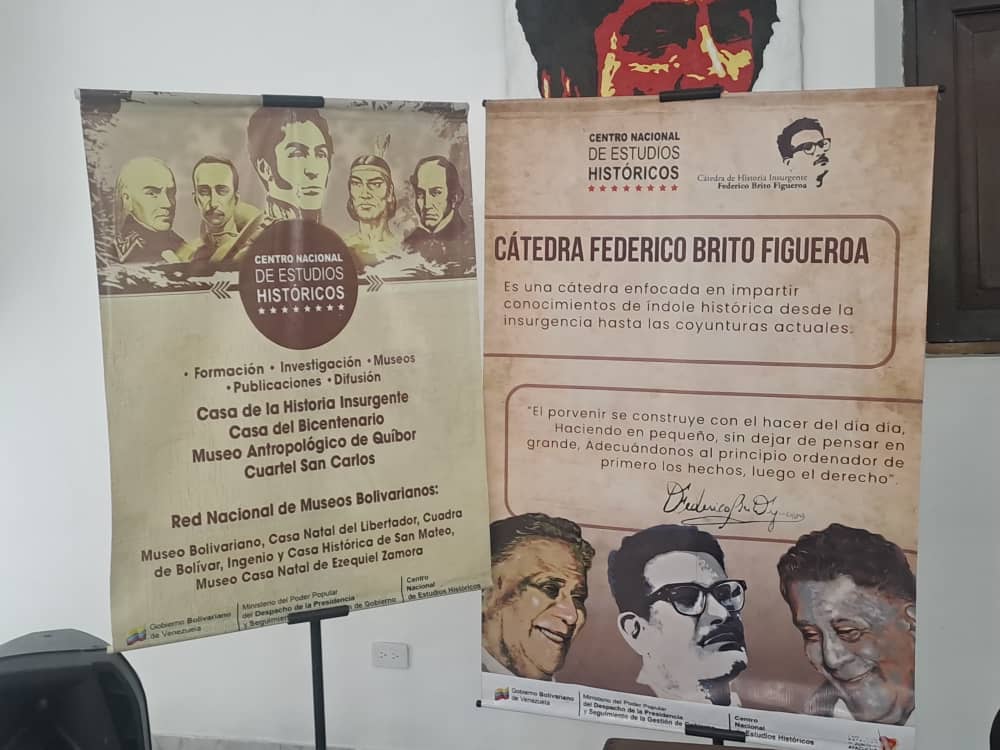 CENTRO NACIONAL
DE ESTUDIOS
HISTÓRICOS
• Formación • Investigación • Museos
• Publicaciones • Difusión
Casa de la Historia Insurgente
Casa del Bicentenario
Museo Antropológico de Quíbor
Cuartel San Carlos
Red Nacional de Museos Bolivarianos:
Museo Bolivariano, Casa Natal del Libertador, Cuadra
de Bolívar, Ingenio y Casa Histórica de San Mateo,
Museo Casa Natal de Ezequiel Zamora
Gobierno Bolivariano
de Venezuela
Ministerio del Poder Popular
del Despacho de la Presidencia
y Seguimiento de Gobierno
Centro
Nacional
de Estudios Históricos
CENTRO NACIONAL
DE ESTUDIOS
HISTÓRICOS
Cátedra de Historia Insurgente
Federico Brito Figueroa
CÁTEDRA FEDERICO BRITO FIGUEROA
Es una cátedra enfocada en impartir
conocimientos de índole histórica desde la
insurgencia hasta las coyunturas actuales.
"El porvenir se construye con el hacer del día día,
Haciendo en pequeño, sin dejar de pensar en
grande, Adecuándonos al principio ordenador de
primero los hechos, luego el derecho".
Gobierno Bolivariano
de Venezuela
Ministerio del Poder Popular
del Despacho de la Presidencia
y Seguimiento de la Gestión de
Centro
Nacional
de Estudios Históricos